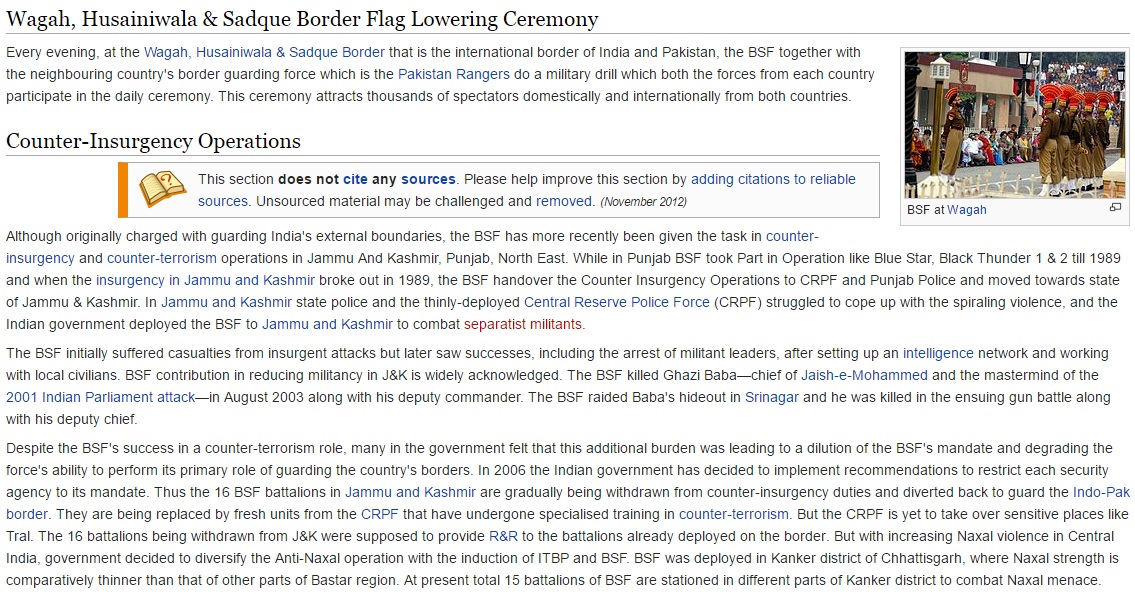 Wagah, Husainiwala & Sadque Border Flag Lowering Ceremony
Every evening, at the Wagah, Husainiwala & Sadque Border that is the international border of India and Pakistan, the BSF together with
the neighbouring country's border guarding force which is the Pakistan Rangers do a military drill which both the forces from each country
participate in the daily ceremony. This ceremony attracts thousands of spectators domestically and internationally from both countries.
BSF at Wagah
Counter-Insurgency Operations
This section does not cite any sources. Please help improve this section by adding citations to reliable
sources. Unsourced material may be challenged and removed. (November 2012)
Although originally charged with guarding India's external boundaries, the BSF has more recently been given the task in counter-
insurgency and counter-terrorism operations in Jammu And Kashmir, Punjab, North East. While in Punjab BSF took Part in Operation like Blue Star, Black Thunder 1 & 2 till 1989
and when the insurgency in Jammu and Kashmir broke out in 1989, the BSF handover the Counter Insurgency Operations to CRPF and Punjab Police and moved towards state
of Jammu & Kashmir. In Jammu and Kashmir state police and the thinly-deployed Central Reserve Police Force (CRPF) struggled to cope up with the spiraling violence, and the
Indian government deployed the BSF to Jammu and Kashmir to combat separatist militants.
The BSF initially suffered casualties from insurgent attacks but later saw successes, including the arrest of militant leaders, after setting up an intelligence network and working
with local civilians. BSF contribution in reducing militancy in J&K is widely acknowledged. The BSF killed Ghazi Baba—chief of Jaish-e-Mohammed and the mastermind of the
2001 Indian Parliament attack—in August 2003 along with his deputy commander. The BSF raided Baba's hideout in Srinagar and he was killed in the ensuing gun battle along
with his deputy chief.
Despite the BSF's success in a counter-terrorism role, many in the government felt that this additional burden was leading to a dilution of the BSF's mandate and degrading the
force's ability to perform its primary role of guarding the country's borders. In 2006 the Indian government has decided to implement recommendations to restrict each security
agency to its mandate. Thus the 16 BSF battalions in Jammu and Kashmir are gradually being withdrawn from counter-insurgency duties and diverted back to guard the Indo-Pak
border. They are being replaced by fresh units from the CRPF that have undergone specialised training in counter-terrorism. But the CRPF is yet to take over sensitive places like
Tral. The 16 battalions being withdrawn from J&K were supposed to provide R&R to the battalions already deployed on the border. But with increasing Naxal violence in Central
India, government decided to diversify the Anti-Naxal operation with the induction of ITBP and BSF. BSF was deployed in Kanker district of Chhattisgarh, where Naxal strength is
comparatively thinner than that of other parts of Bastar region. At present total 15 battalions of BSF are stationed in different parts of Kanker district to combat Naxal menace.